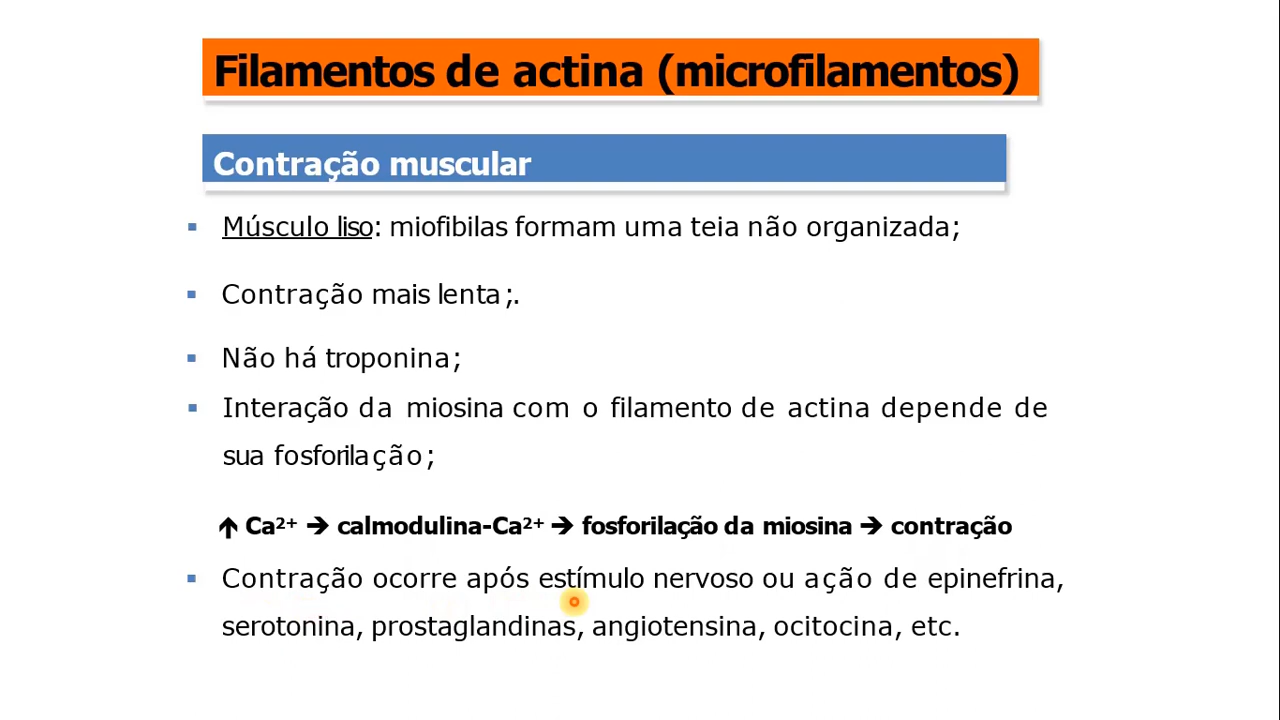 Filamentos de actina (microfilamentos)
Contração muscular
▪ Músculo liso: miofibilas formam uma teia não organizada;
▪ Contração mais lenta;.
▪ Não há troponina;
▪ Interação da miosina com o filamento de actina depende de
sua fosforilação;
↑ Ca²⁺ → calmodulina-Ca²⁺ → fosforilação da miosina → contração
▪ Contração ocorre após estímulo nervoso ou ação de epinefrina,
serotonina, prostaglandinas, angiotensina, ocitocina, etc.